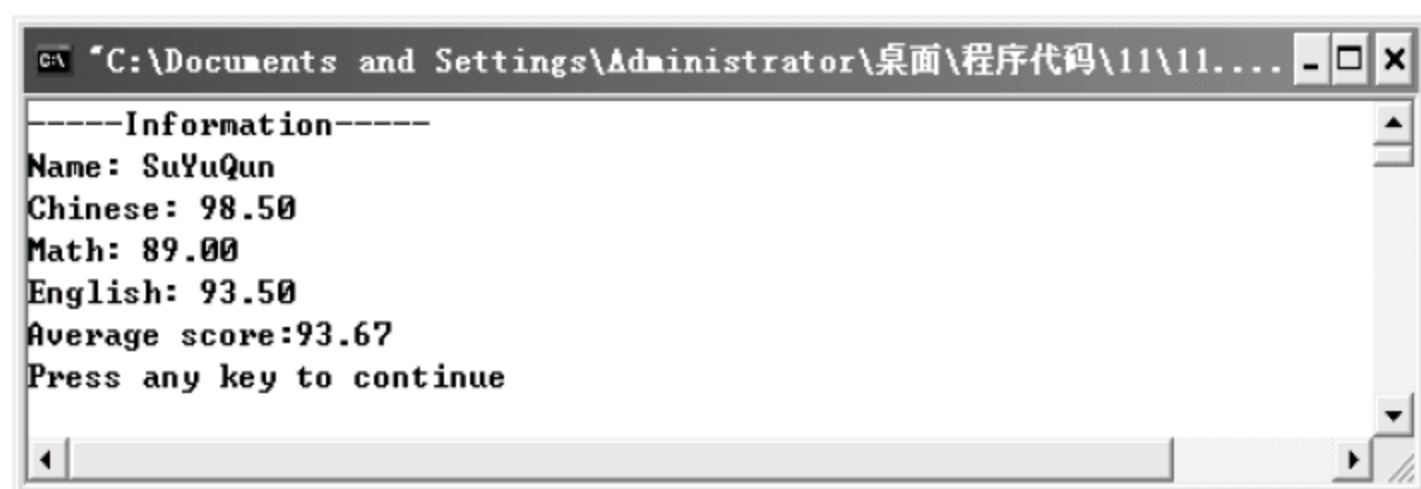 "C:\Documents and Settings\Administrator\桌面\程序代码\11\11....
-----Information-----
Name: SuYuQun
Chinese: 98.50
Math: 89.00
English: 93.50
Average score:93.67
Press any key to continue